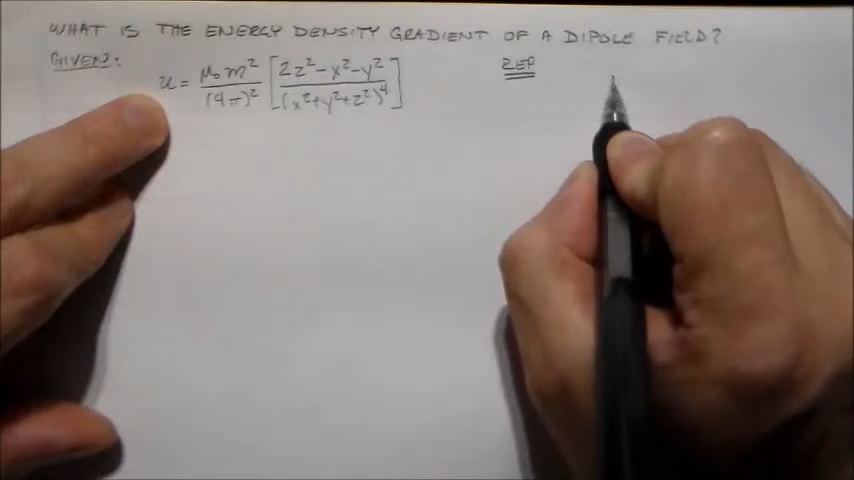 WHAT IS THE ENERGY DENSITY GRADIENT OF A DIPOLE FIELD?
GIVEN:
u = μ₀m²/(4π)² [(2z²-x²-y²)/(x²+y²+z²)⁴]
REP